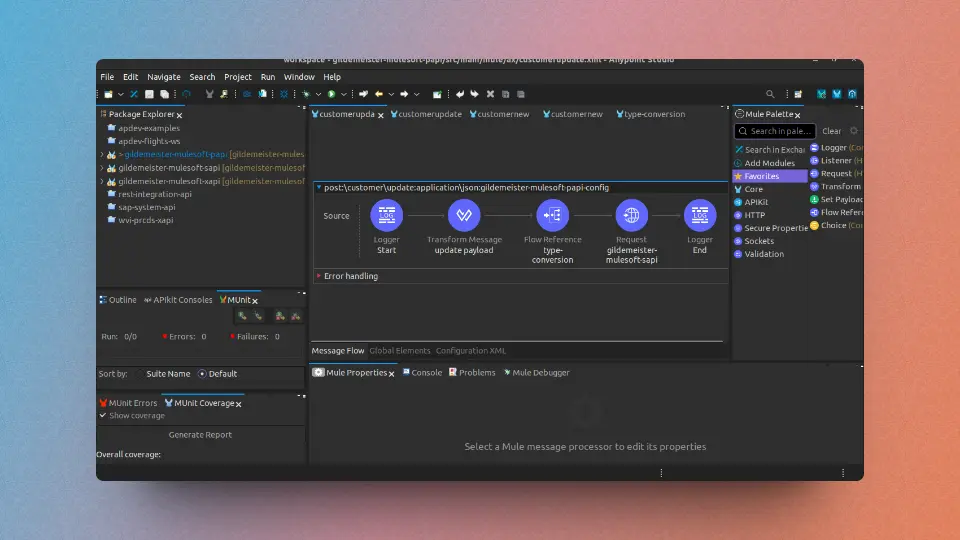 workspace - gildemeister-mulesoft-papi/src/main/mule/ax/customerupdate.xml - Anypoint Studio
File Edit Navigate Search Project Run Window Help
Package Explorer
apdev-examples
apdev-flights-ws
> gildemeister-mulesoft-papi [gildemeister-mules
gildemeister-mulesoft-sapi [gildemeister-mulesof
gildemeister-mulesoft-xapi [gildemeister-mulesof
rest-integration-api
sap-system-api
wvi-prcds-xapi
Outline APIkit Consoles MUnit
Run: 0/0 Errors: 0 Failures: 0
Sort by: Suite Name Default
MUnit Errors MUnit Coverage
Show coverage
Generate Report
Overall coverage:
customerupda customerupdate customernew customernew type-conversion
post:\customer\update:application\json:gildemeister-mulesoft-papi-config
Source
LOG
Logger
Start
Transform Message
update payload
Flow Reference
type-
conversion
Request
gildemeister-
mulesoft-sapi
LOG
Logger
End
Error handling
Message Flow Global Elements Configuration XML
Mule Properties Console Problems Mule Debugger
Select a Mule message processor to edit its properties
Mule Palette
Search in pale... Clear
Search in Excha
Add Modules
Favorites
Core
APIKit
HTTP
Secure Propertie
Sockets
Validation
Logger (Co
Listener (H
Request (H
Transform
Set Payloa
Flow Refer
Choice (Co